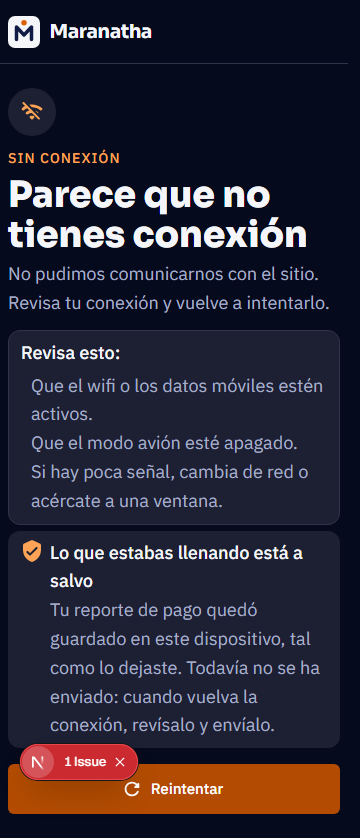 Maranatha
SIN CONEXIÓN
Parece que no
tienes conexión
No pudimos comunicarnos con el sitio.
Revisa tu conexión y vuelve a intentarlo.
Revisa esto:
Que el wifi o los datos móviles estén
activos.
Que el modo avión esté apagado.
Si hay poca señal, cambia de red o
acércate a una ventana.
Lo que estabas llenando está a
salvo
Tu reporte de pago quedó
guardado en este dispositivo, tal
como lo dejaste. Todavía no se ha
enviado: cuando vuelva la
conexión, revísalo y envíalo.
N 1 Issue
Reintentar